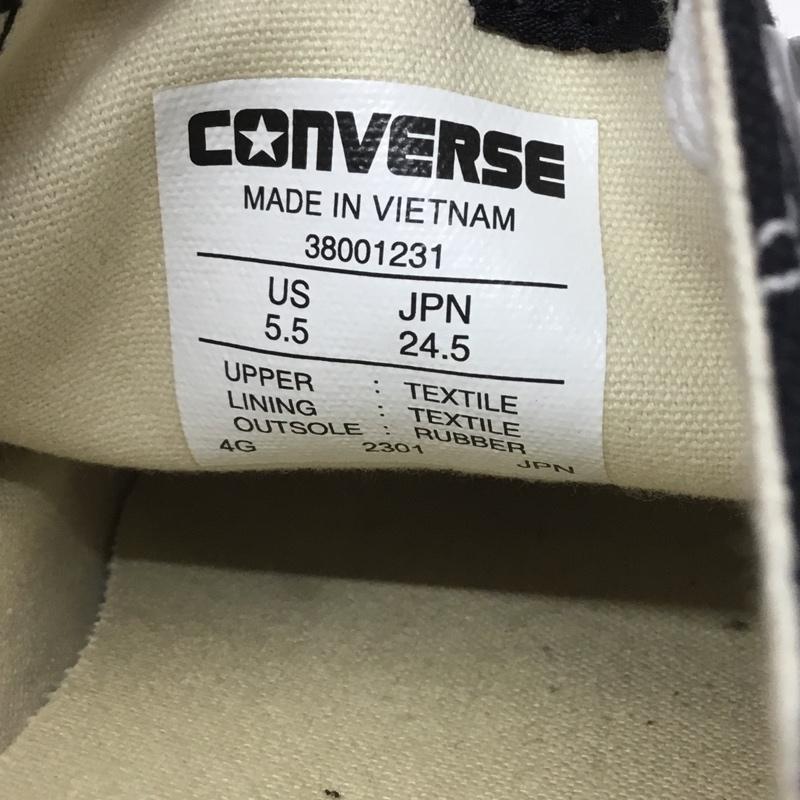 CONVERSE
MADE IN VIETNAM
38001231
US JPN
5.5 24.5
UPPER : TEXTILE
LINING : TEXTILE
OUTSOLE : RUBBER
4G 2301 JPN